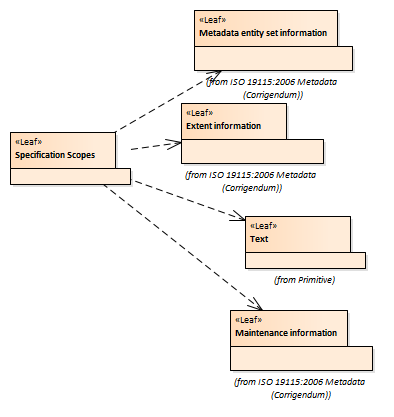 «Leaf»
Metadata entity set information
(from ISO 19115:2006 Metadata
(Corrigendum))
«Leaf»
Extent information
(from ISO 19115:2006 Metadata
(Corrigendum))
«Leaf»
Specification Scopes
«Leaf»
Text
(from Primitive)
«Leaf»
Maintenance information
(from ISO 19115:2006 Metadata
(Corrigendum))